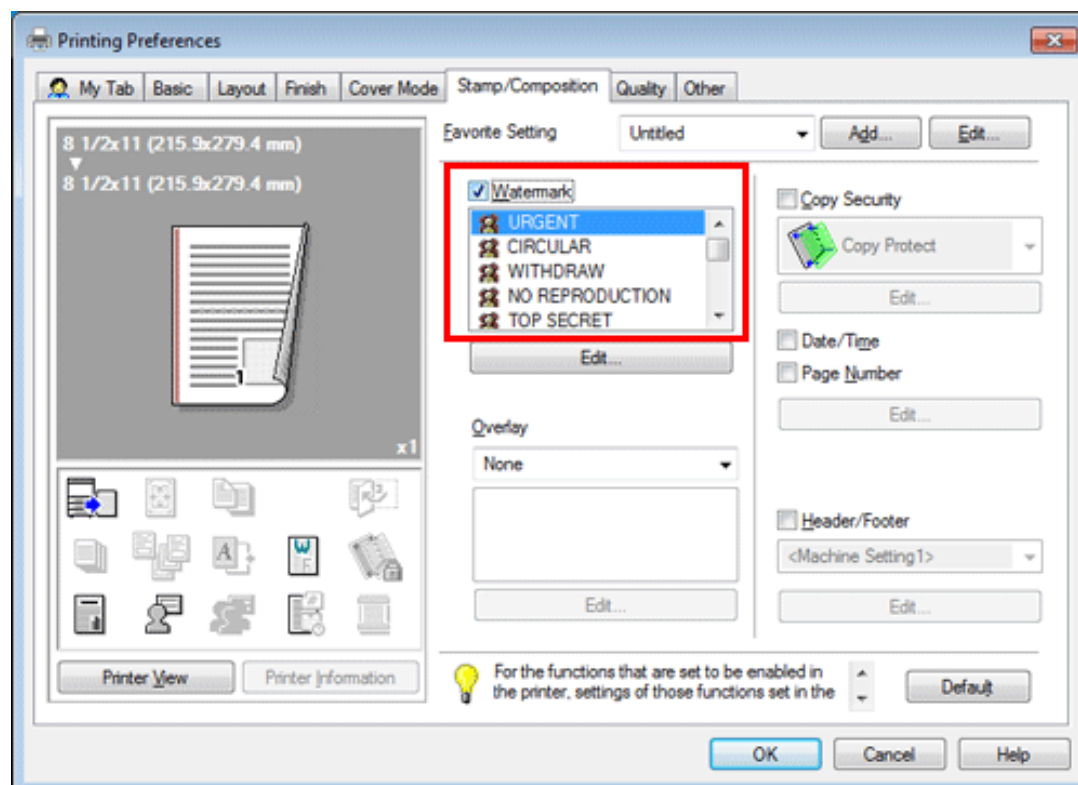 Printing Preferences
My Tab Basic Layout Finish Cover Mode Stamp/Composition Quality Other
8 1/2x11 (215.9x279.4 mm)
8 1/2x11 (215.9x279.4 mm)
1
x1
A
W
F
Printer View Printer Information
Favorite Setting Untitled Add... Edit...
Watermark
URGENT
CIRCULAR
WITHDRAW
NO REPRODUCTION
TOP SECRET
Edit...
Overlay
None
Edit...
Copy Security
Copy Protect
Edit...
Date/Time
Page Number
Edit...
Header/Footer
<Machine Setting1>
Edit...
For the functions that are set to be enabled in
the printer, settings of those functions set in the
Default
OK Cancel Help